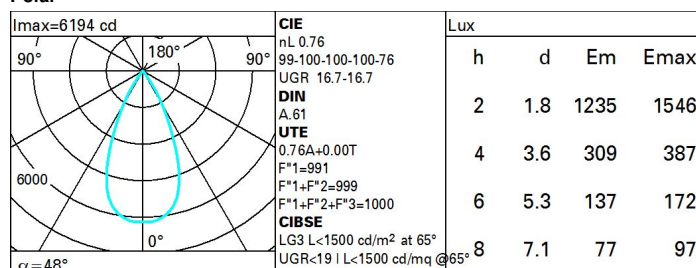 Imax=6194 cd
90°
180°
90°
6000
0°
α=48°
CIE
nL 0.76
99-100-100-100-76
UGR 16.7-16.7
DIN
A.61
UTE
0.76A+0.00T
F"1=991
F"1+F"2=999
F"1+F"2+F"3=1000
CIBSE
LG3 L<1500 cd/m² at 65°
UGR<19 | L<1500 cd/mq @65°
Lux
h d Em Emax
2 1.8 1235 1546
4 3.6 309 387
6 5.3 137 172
8 7.1 77 97